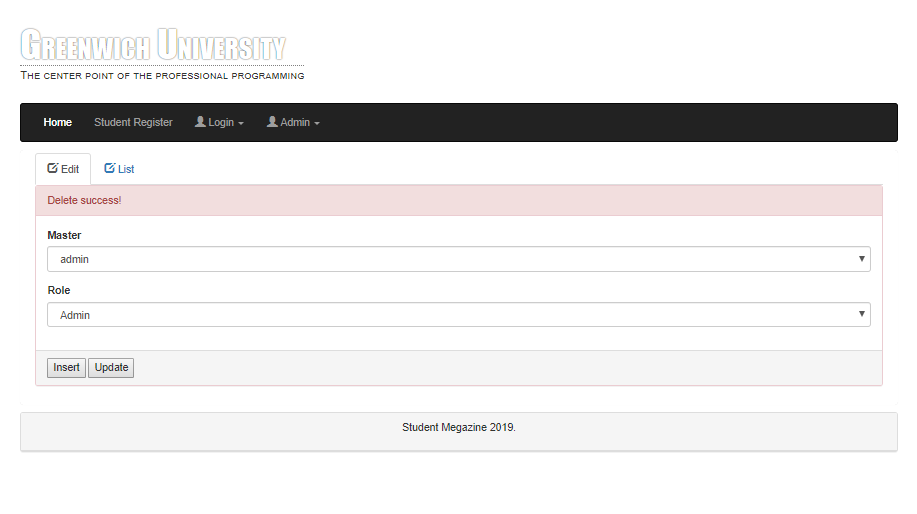 Greenwich University
The center point of the professional programming
Home Student Register Login Admin
Edit List
Delete success!
Master
admin
Role
Admin
Insert Update
Student Megazine 2019.